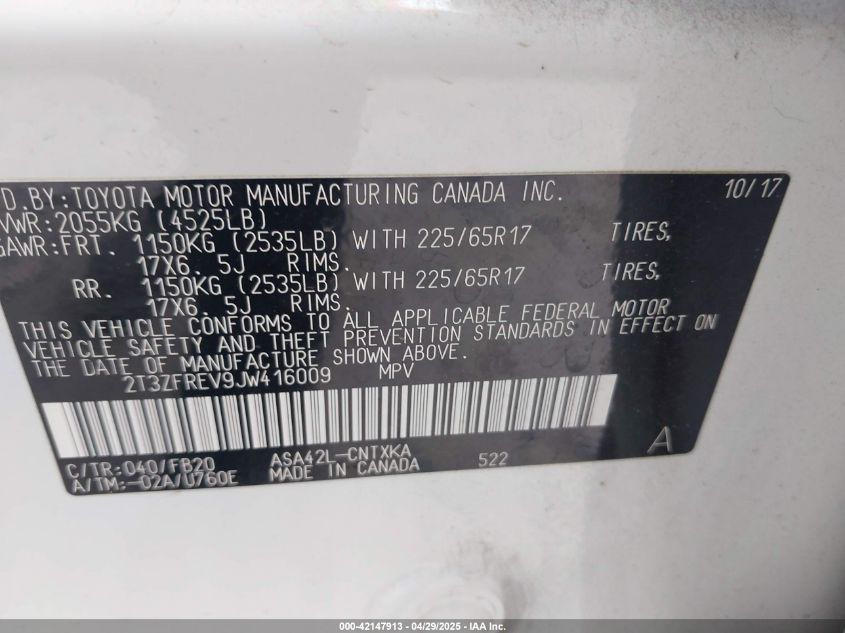 D.BY:TOYOTA MOTOR MANUFACTURING CANADA INC. 10/17
VWR:2055KG (4525LB)
GAWR:FRT. 1150KG (2535LB) WITH 225/65R17 TIRES,
17X6. 5J RIMS.
RR. 1150KG (2535LB) WITH 225/65R17 TIRES,
17X6. 5J RIMS.
THIS VEHICLE CONFORMS TO ALL APPLICABLE FEDERAL MOTOR
VEHICLE SAFETY AND THEFT PREVENTION STANDARDS IN EFFECT ON
THE DATE OF MANUFACTURE SHOWN ABOVE.
2T3ZFREV9JW416009 MPV
C/TR:040/FB20 ASA42L-CNTXKA 522 A
A/TM:-02A/U760E MADE IN CANADA
000-42147913 - 04/29/2025 - IAA Inc.